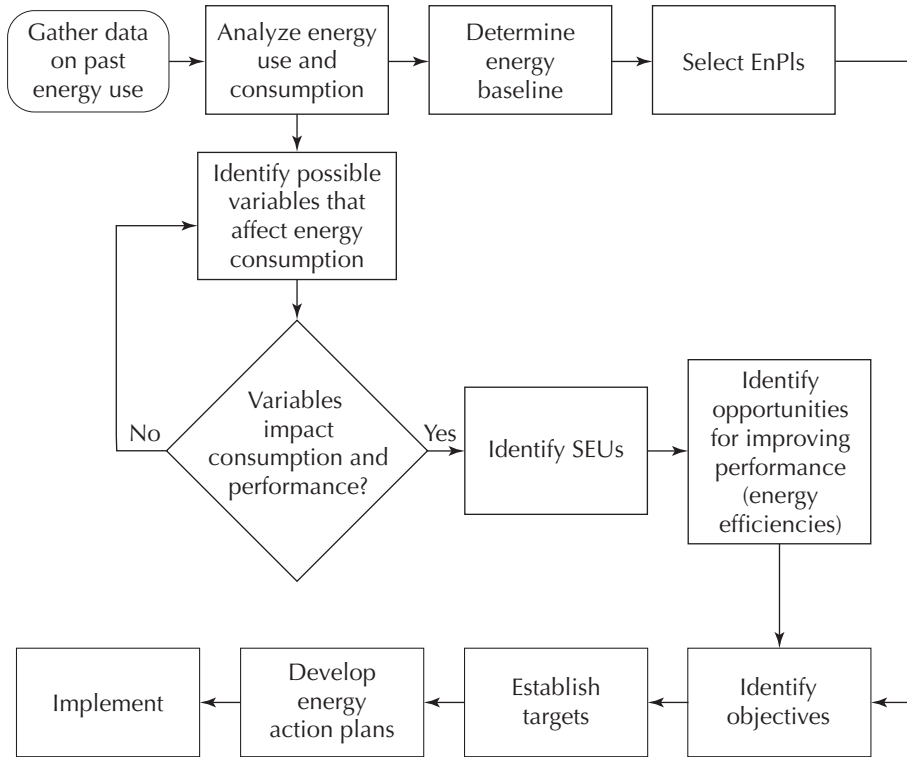 Gather data
on past
energy use
Analyze energy
use and
consumption
Determine
energy
baseline
Select EnPIs
Identify possible
variables that
affect energy
consumption
Variables
impact
consumption and
performance?
No
Yes
Identify SEUs
Identify
opportunities
for improving
performance
(energy
efficiencies)
Implement
Develop
energy
action plans
Establish
targets
Identify
objectives